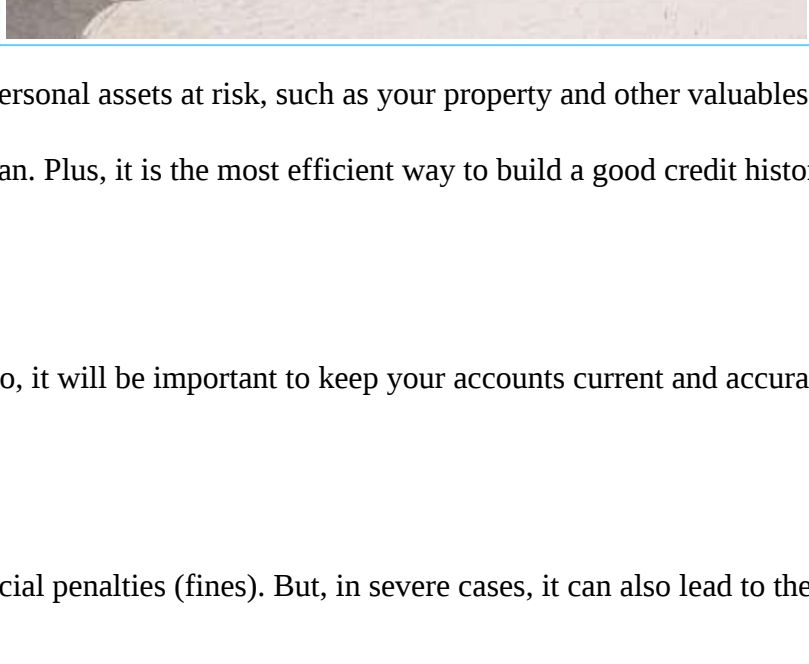 ersonal assets at risk, such as your property and other valuables
an. Plus, it is the most efficient way to build a good credit histo
o, it will be important to keep your accounts current and accura
cial penalties (fines). But, in severe cases, it can also lead to the